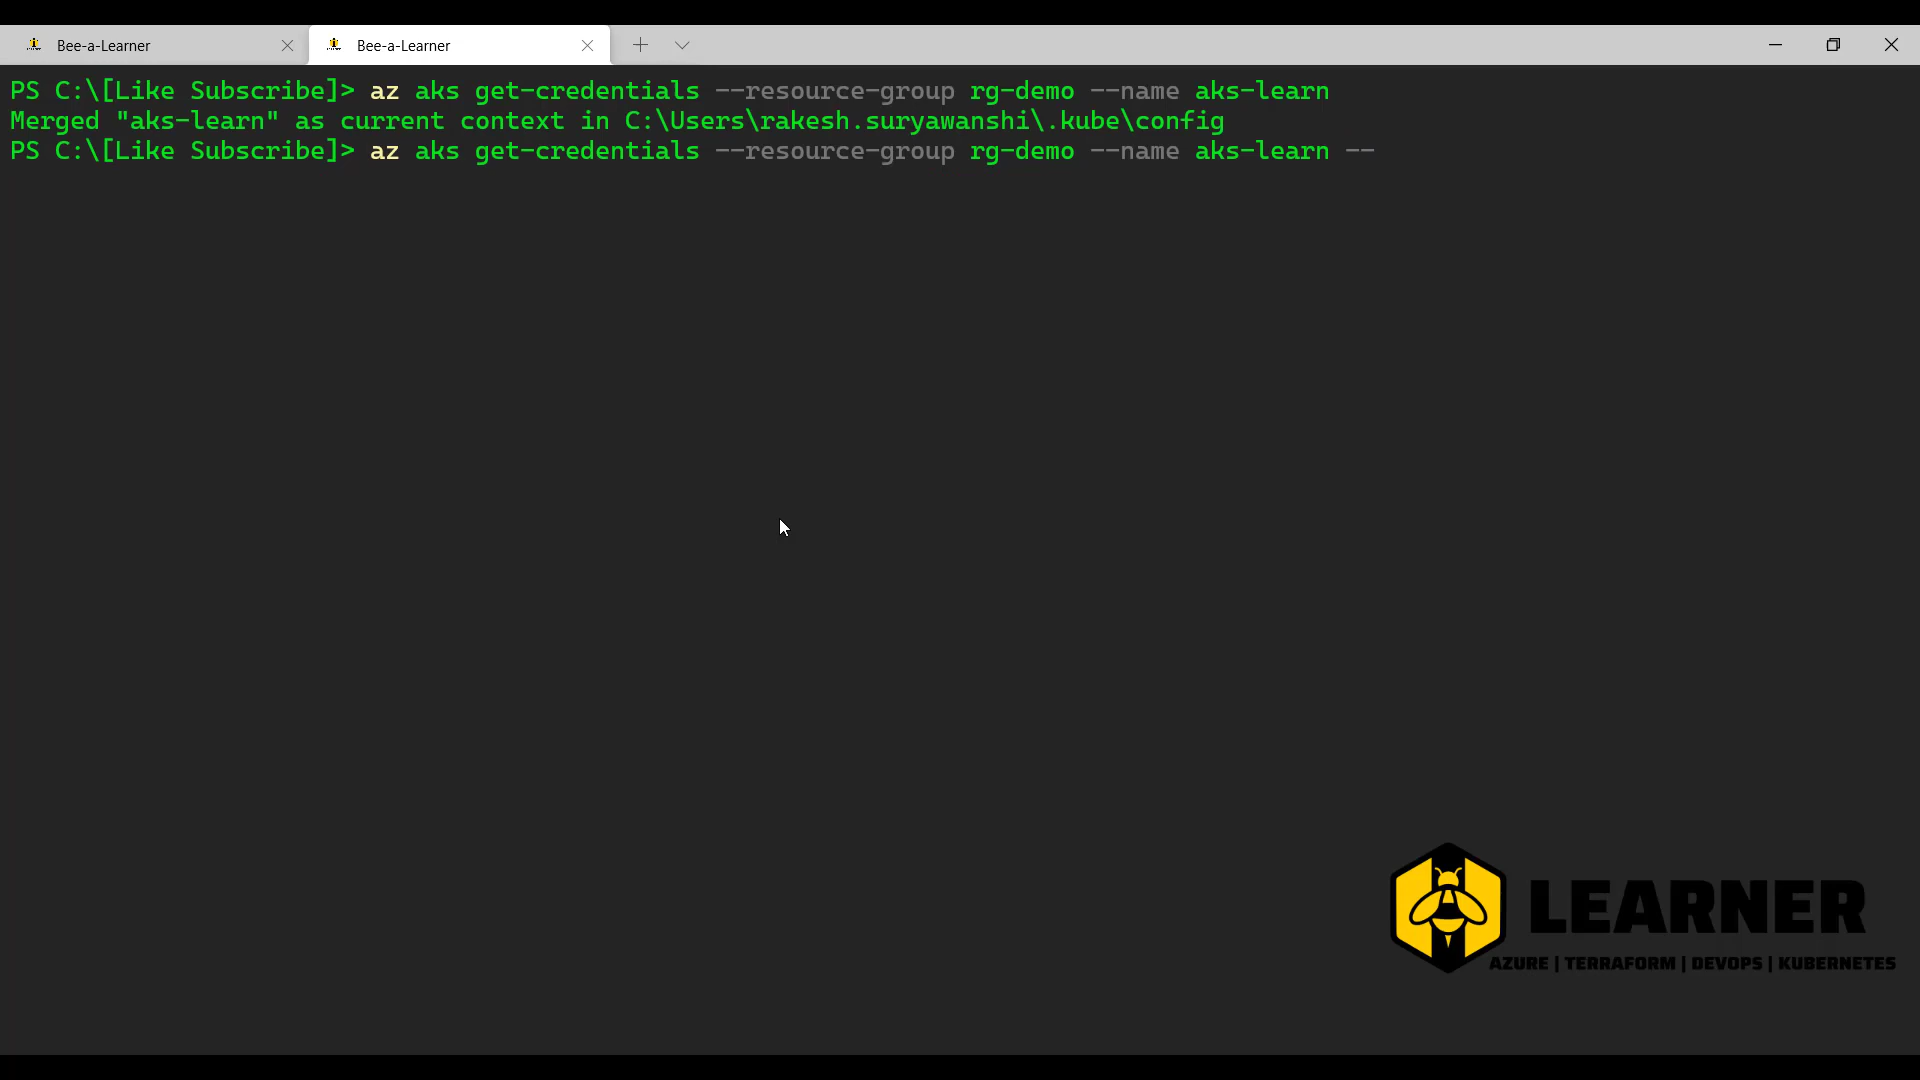 Bee-a-Learner
Bee-a-Learner
PS C:\[Like Subscribe]> az aks get-credentials --resource-group rg-demo --name aks-learn
Merged "aks-learn" as current context in C:\Users\rakesh.suryawanshi\.kube\config
PS C:\[Like Subscribe]> az aks get-credentials --resource-group rg-demo --name aks-learn --
LEARNER
AZURE | TERRAFORM | DEVOPS | KUBERNETES